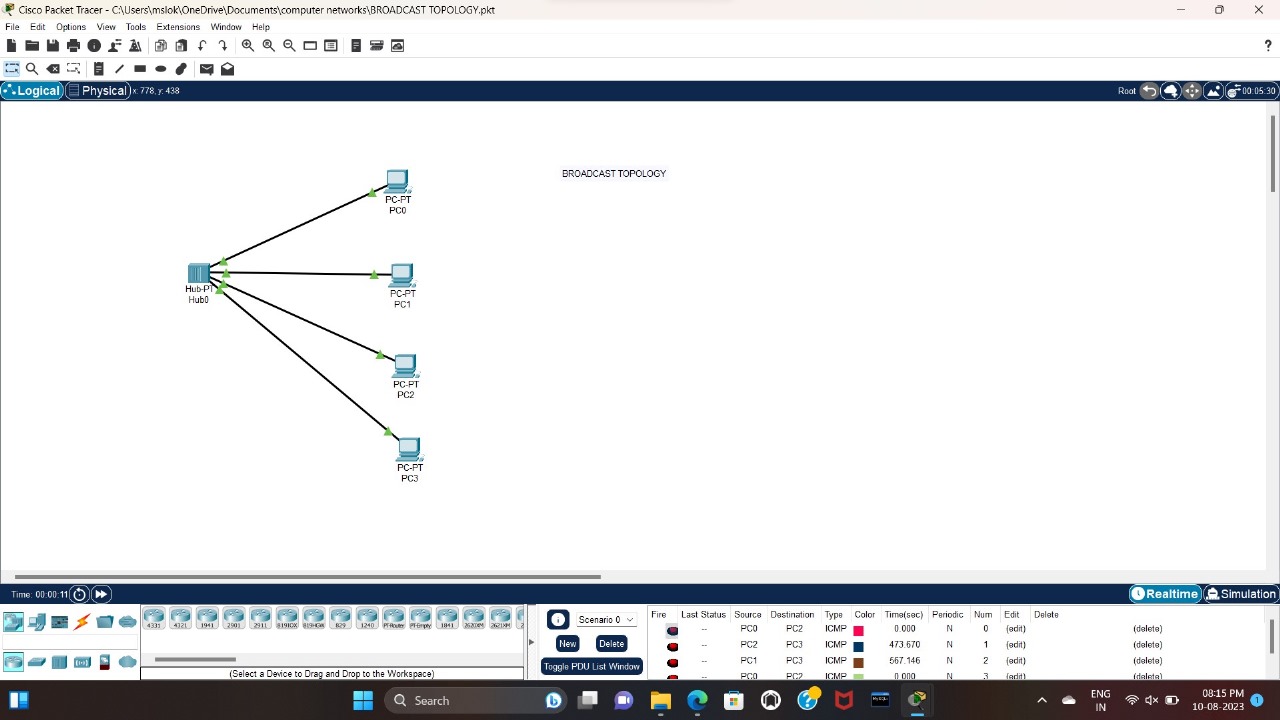 Cisco Packet Tracer - C:\Users\mslok\OneDrive\Documents\computer networks\BROADCAST TOPOLOGY.pkt
File Edit Options View Tools Extensions Window Help
?
Logical Physical x: 778, y: 438 Root 00:05:30
BROADCAST TOPOLOGY
PC-PT
PC0
Hub-PT
Hub0
PC-PT
PC1
PC-PT
PC2
PC-PT
PC3
Time: 00:00:11 Realtime Simulation
4331 4321 1941 2901 2911 819IOX 819HGW 829 1240 PT-Router PT-Empty 1841 2620XM 2621XM
(Select a Device to Drag and Drop to the Workspace)
Scenario 0
New Delete
Toggle PDU List Window
Fire Last Status Source Destination Type Color Time(sec) Periodic Num Edit Delete
-- PC0 PC2 ICMP 0.000 N 0 (edit) (delete)
-- PC2 PC3 ICMP 473.670 N 1 (edit) (delete)
-- PC1 PC3 ICMP 567.146 N 2 (edit) (delete)
-- PC0 PC2 ICMP 0.000 N 3 (edit) (delete)
Search
ENG
IN
08:15 PM
10-08-2023
1